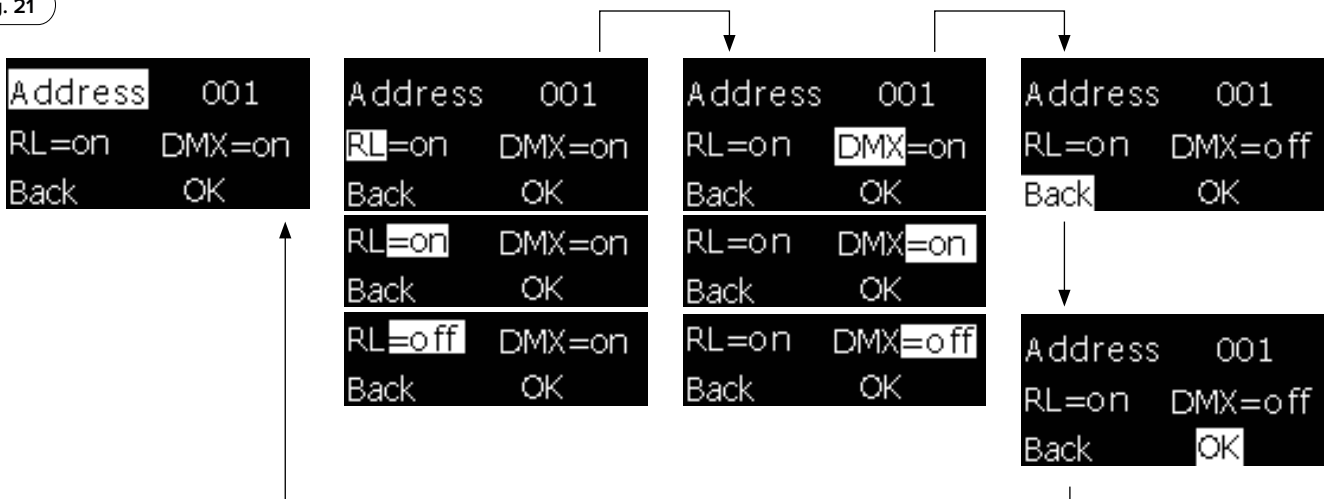 g. 21
Address 001
RL=on DMX=on
Back OK
Address 001
RL=on DMX=on
Back OK
RL=on DMX=on
Back OK
RL=off DMX=on
Back OK
Address 001
RL=on DMX=on
Back OK
RL=on DMX=on
Back OK
RL=on DMX=off
Back OK
Address 001
RL=on DMX=off
Back OK
Address 001
RL=on DMX=off
Back OK